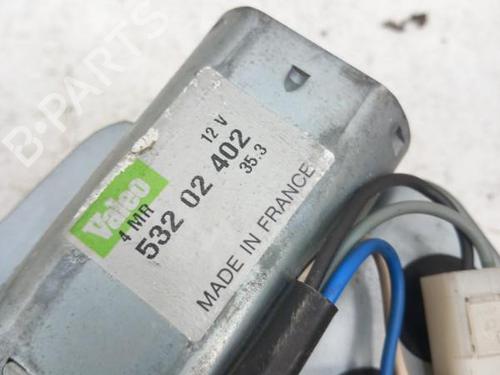 B-PARTS
Valeo
4 MR
12 V
532 02 402
35.3
MADE IN FRANCE